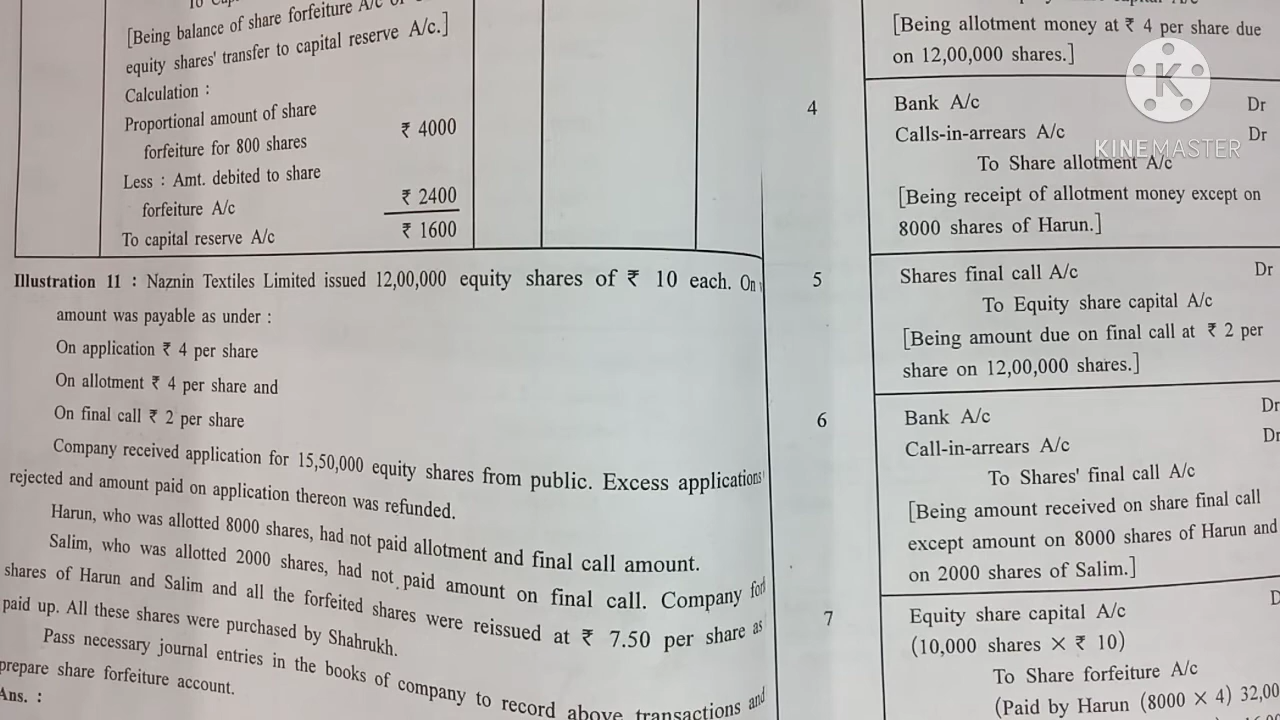 [Being balance of share forfeiture A/c
equity shares' transfer to capital reserve A/c.]
Calculation :
Proportional amount of share
forfeiture for 800 shares ₹ 4000
Less : Amt. debited to share
forfeiture A/c ₹ 2400
To capital reserve A/c ₹ 1600
Illustration 11 : Naznin Textiles Limited issued 12,00,000 equity shares of ₹ 10 each. On
amount was payable as under :
On application ₹ 4 per share
On allotment ₹ 4 per share and
On final call ₹ 2 per share
Company received application for 15,50,000 equity shares from public. Excess applications
rejected and amount paid on application thereon was refunded.
Harun, who was allotted 8000 shares, had not paid allotment and final call amount.
Salim, who was allotted 2000 shares, had not paid amount on final call. Company
shares of Harun and Salim and all the forfeited shares were reissued at ₹ 7.50 per share as
paid up. All these shares were purchased by Shahrukh.
Pass necessary journal entries in the books of company to record above transactions and
prepare share forfeiture account.
Ans. :
[Being allotment money at ₹ 4 per share due
on 12,00,000 shares.]
4 Bank A/c Dr
Calls-in-arrears A/c Dr
To Share allotment A/c
[Being receipt of allotment money except on
8000 shares of Harun.]
5 Shares final call A/c Dr
To Equity share capital A/c
[Being amount due on final call at ₹ 2 per
share on 12,00,000 shares.]
6 Bank A/c Dr
Call-in-arrears A/c Dr
To Shares' final call A/c
[Being amount received on share final call
except amount on 8000 shares of Harun and
on 2000 shares of Salim.]
7 Equity share capital A/c D
(10,000 shares × ₹ 10)
To Share forfeiture A/c
(Paid by Harun (8000 × 4) 32,00
K
KINEMASTER